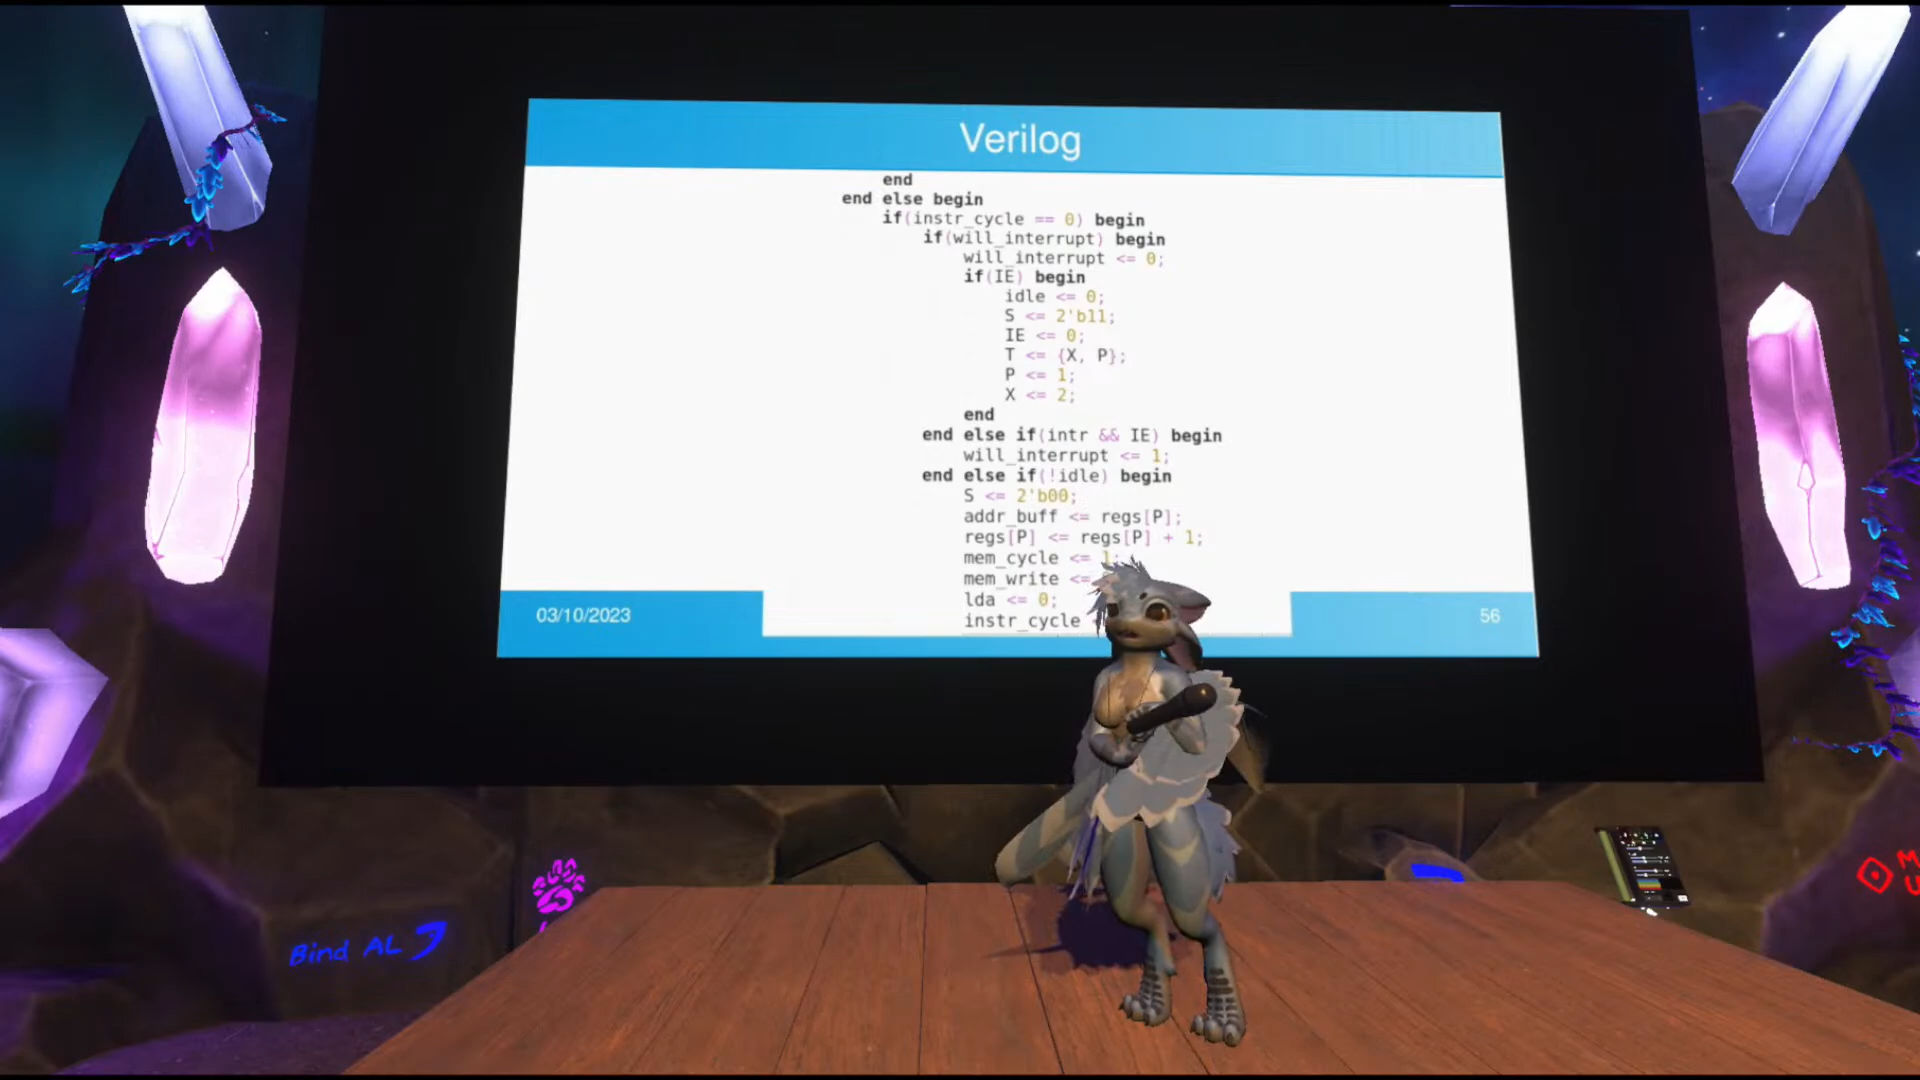 Verilog
end
end else begin
if(instr_cycle == 0) begin
if(will_interrupt) begin
will_interrupt <= 0;
if(IE) begin
idle <= 0;
S <= 2'b11;
IE <= 0;
T <= {X, P};
P <= 1;
X <= 2;
end
end else if(intr && IE) begin
will_interrupt <= 1;
end else if(!idle) begin
S <= 2'b00;
addr_buff <= regs[P];
regs[P] <= regs[P] + 1;
mem_cycle <= 1;
mem_write <=
lda <= 0;
instr_cycle
03/10/2023
56
Bind AL